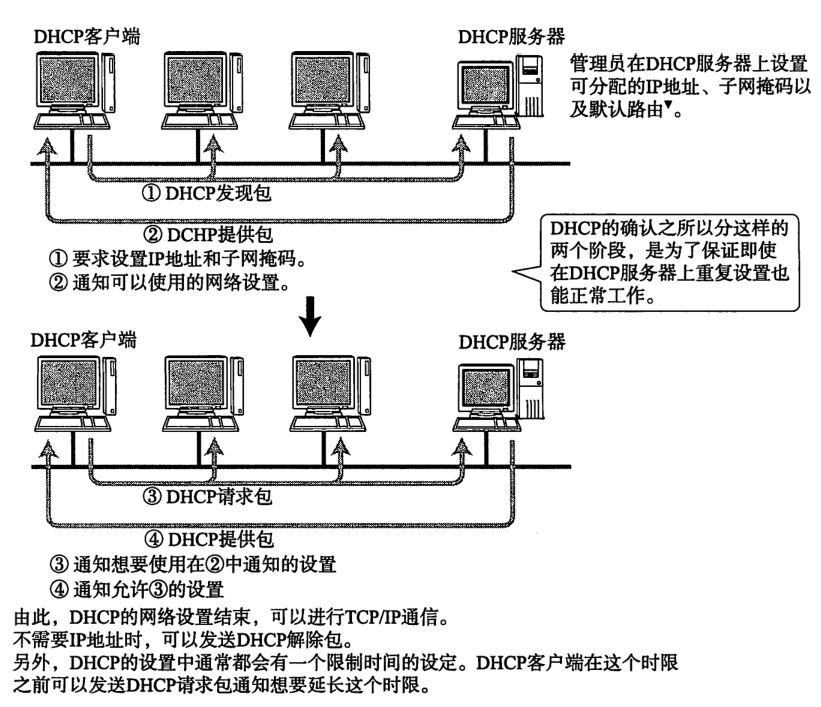 DHCP客户端
DHCP服务器
管理员在DHCP服务器上设置
可分配的IP地址、子网掩码以
及默认路由▼。
① DHCP发现包
② DCHP提供包
① 要求设置IP地址和子网掩码。
② 通知可以使用的网络设置。
DHCP的确认之所以分这样的
两个阶段，是为了保证即使
在DHCP服务器上重复设置也
能正常工作。
DHCP客户端
DHCP服务器
③ DHCP请求包
④ DHCP提供包
③ 通知想要使用在②中通知的设置
④ 通知允许③的设置
由此，DHCP的网络设置结束，可以进行TCP/IP通信。
不需要IP地址时，可以发送DHCP解除包。
另外，DHCP的设置中通常都会有一个限制时间的设定。DHCP客户端在这个时限
之前可以发送DHCP请求包通知想要延长这个时限。